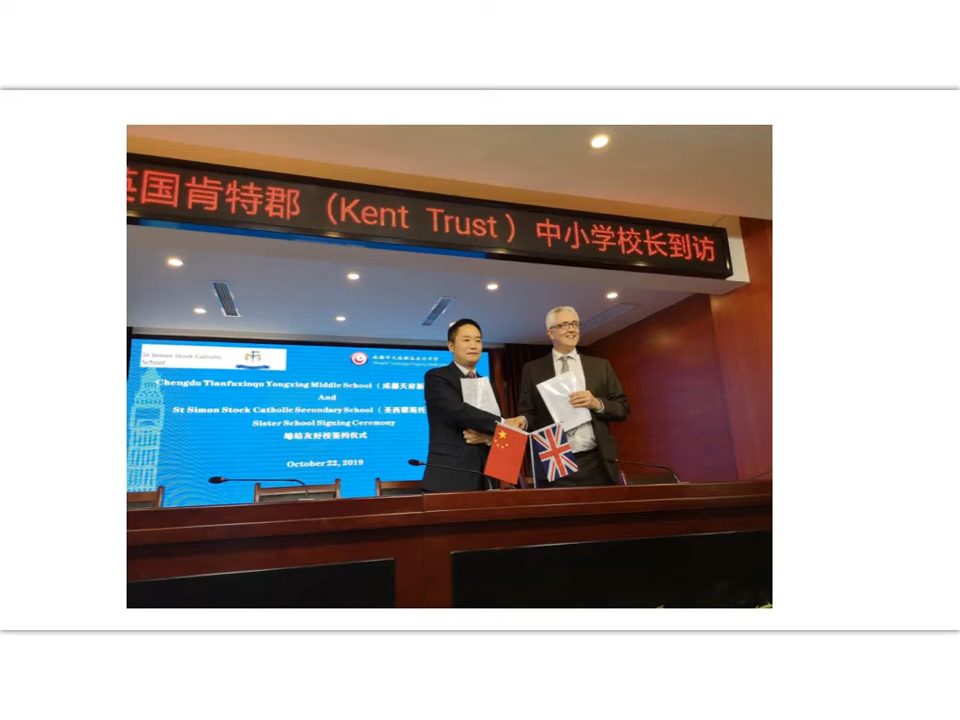 英国肯特郡（Kent Trust）中小学校长到访
St Simon Stock Catholic
School
Chengdu Tianfuxinqu Yongxing Middle School（成都天府新
And
St Simon Stock Catholic Secondary School（圣西蒙斯托
Sister School Signing Ceremony
缔结友好校签约仪式
October 22, 2019